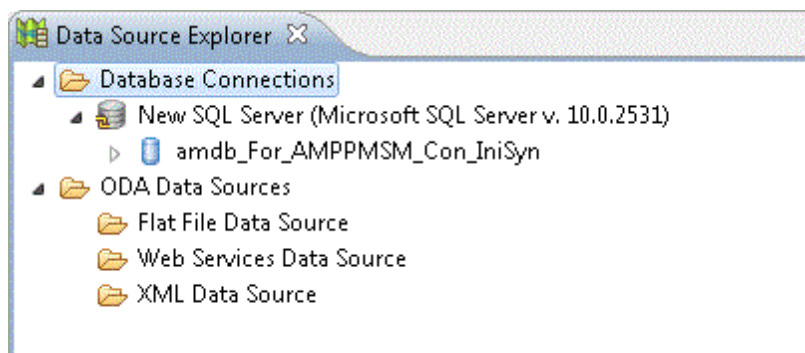 Data Source Explorer
Database Connections
New SQL Server (Microsoft SQL Server v. 10.0.2531)
amdb_For_AMPPMSM_Con_IniSyn
ODA Data Sources
Flat File Data Source
Web Services Data Source
XML Data Source